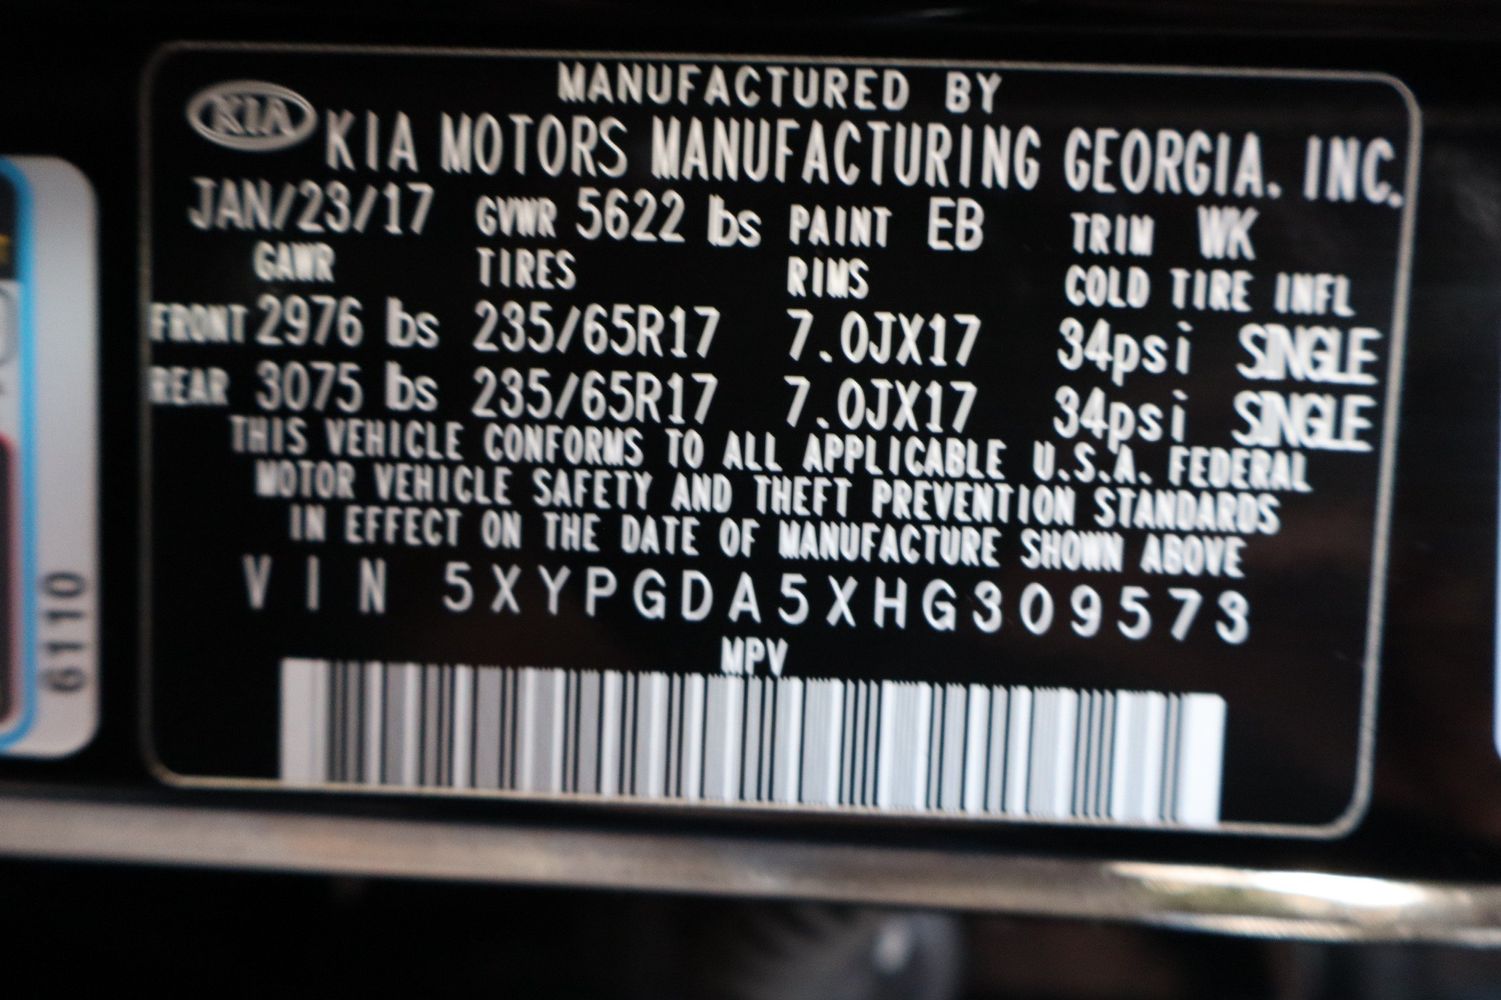 MANUFACTURED BY
KIA KIA MOTORS MANUFACTURING GEORGIA. INC.
JAN/23/17 GVWR 5622 lbs PAINT EB TRIM WK
GAWR TIRES RIMS COLD TIRE INFL
FRONT 2976 lbs 235/65R17 7.0JX17 34psi SINGLE
REAR 3075 lbs 235/65R17 7.0JX17 34psi SINGLE
THIS VEHICLE CONFORMS TO ALL APPLICABLE U.S.A. FEDERAL
MOTOR VEHICLE SAFETY AND THEFT PREVENTION STANDARDS
IN EFFECT ON THE DATE OF MANUFACTURE SHOWN ABOVE
VIN 5XYPGDA5XHG309573
MPV
6110